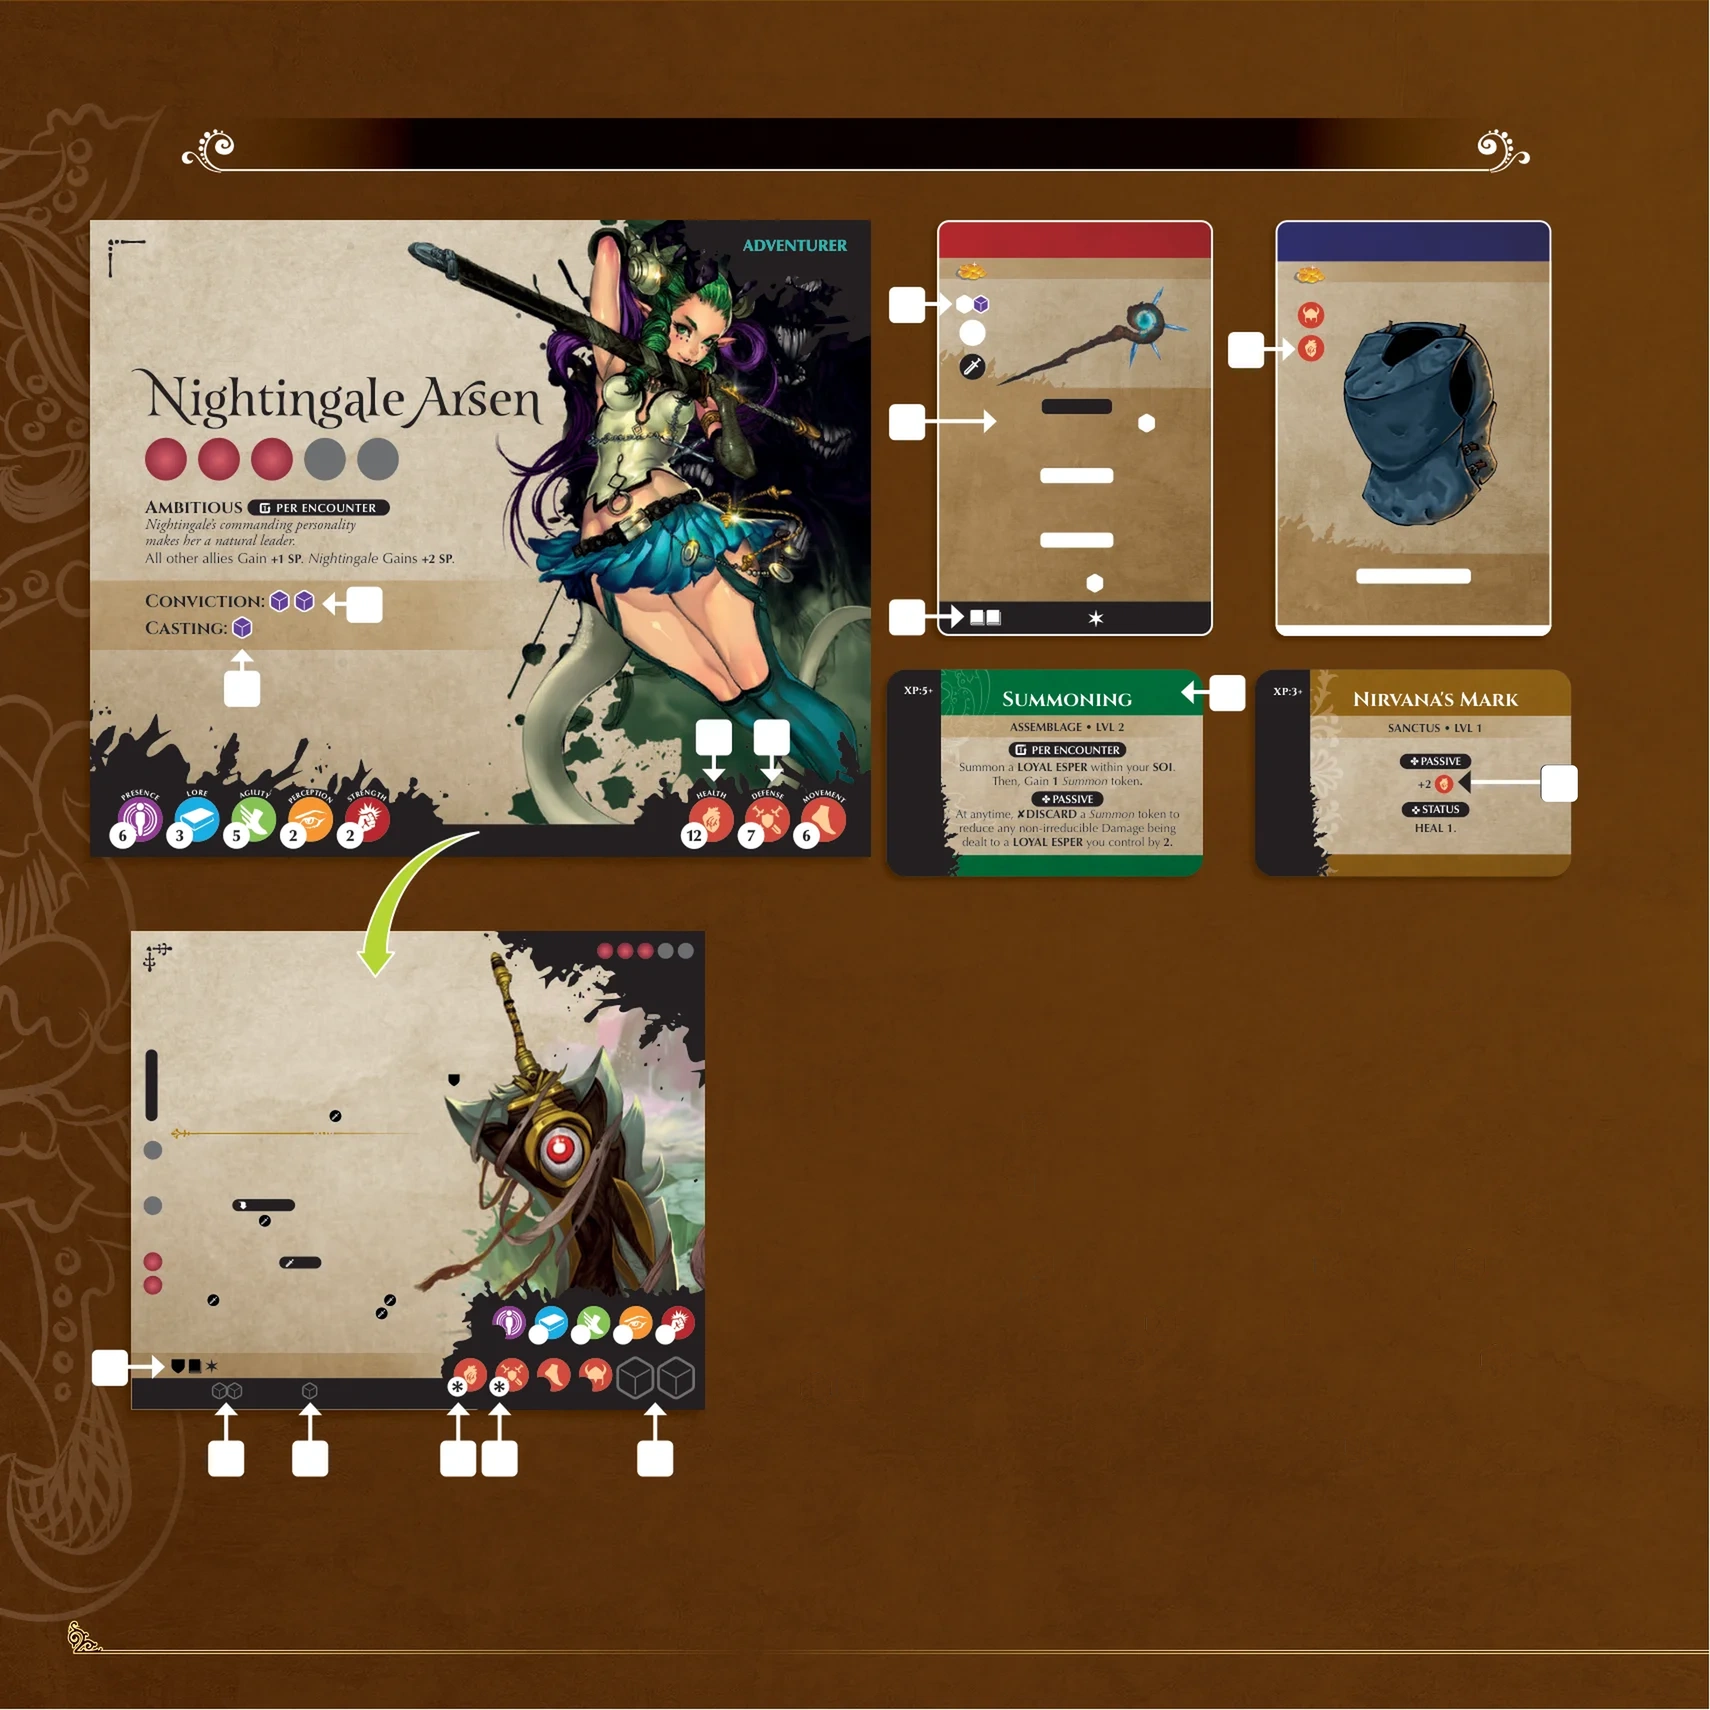 ADVENTURER
Nightingale Arsen
AMBITIOUS PER ENCOUNTER
Nightingale's commanding personality
makes her a natural leader.
All other allies Gain +1 SP. Nightingale Gains +2 SP.
CONVICTION:
CASTING:
PRESENCE LORE AGILITY PERCEPTION STRENGTH
6 3 5 2 2
HEALTH DEFENSE MOVEMENT
12 7 6
XP:5+
SUMMONING
ASSEMBLAGE • LVL 2
PER ENCOUNTER
Summon a LOYAL ESPER within your SOI.
Then, Gain 1 Summon token.
PASSIVE
At anytime, ✘DISCARD a Summon token to
reduce any non-irreducible Damage being
dealt to a LOYAL ESPER you control by 2.
XP:3+
NIRVANA'S MARK
SANCTUS • LVL 1
PASSIVE
+2
STATUS
HEAL 1.
* *